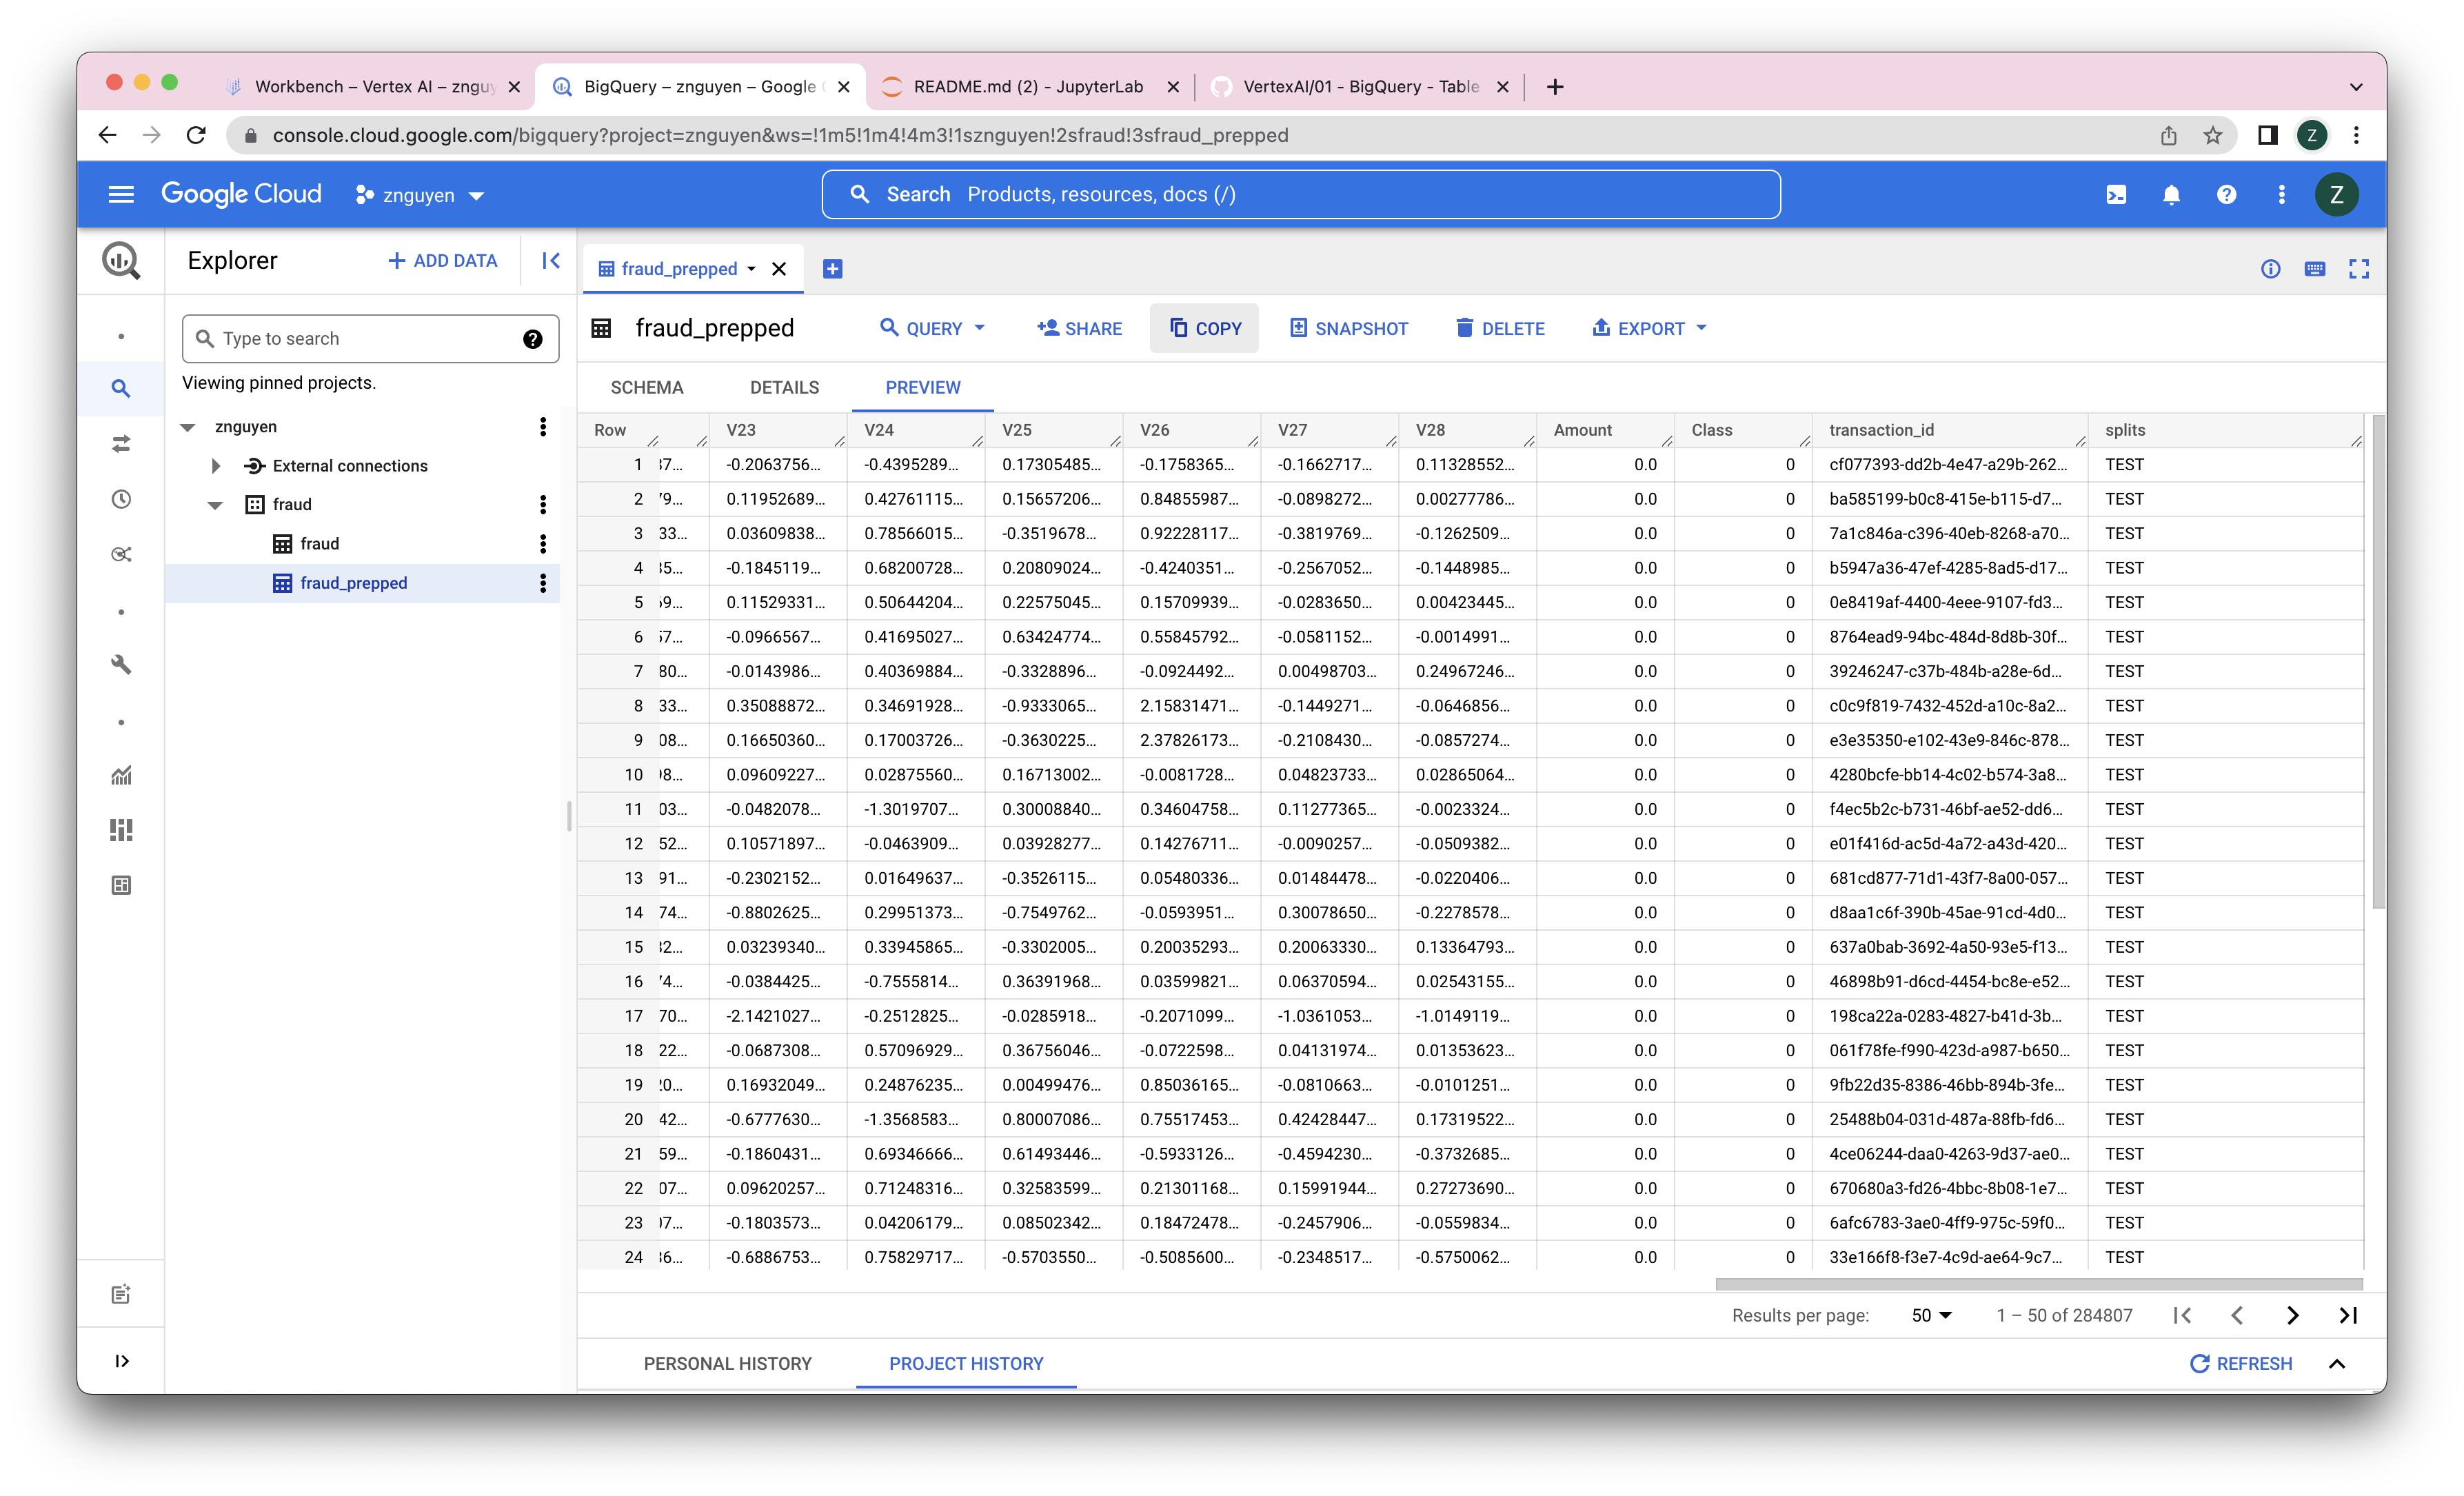 Workbench – Vertex AI – zngu
BigQuery – znguyen – Google
README.md (2) - JupyterLab
VertexAI/01 - BigQuery - Table
console.cloud.google.com/bigquery?project=znguyen&ws=!1m5!1m4!4m3!1sznguyen!2sfraud!3sfraud_prepped
Z
Google Cloud
znguyen
Search Products, resources, docs (/)
Z
Explorer
+ ADD DATA
fraud_prepped
Type to search
Viewing pinned projects.
znguyen
External connections
fraud
fraud
fraud_prepped
fraud_prepped
QUERY
SHARE
COPY
SNAPSHOT
DELETE
EXPORT
SCHEMA DETAILS PREVIEW
Row V23 V24 V25 V26 V27 V28 Amount Class transaction_id splits
1 37... -0.2063756... -0.4395289... 0.17305485... -0.1758365... -0.1662717... 0.11328552... 0.0 0 cf077393-dd2b-4e47-a29b-262... TEST
2 79... 0.11952689... 0.42761115... 0.15657206... 0.84855987... -0.0898272... 0.00277786... 0.0 0 ba585199-b0c8-415e-b115-d7... TEST
3 33... 0.03609838... 0.78566015... -0.3519678... 0.92228117... -0.3819769... -0.1262509... 0.0 0 7a1c846a-c396-40eb-8268-a70... TEST
4 35... -0.1845119... 0.68200728... 0.20809024... -0.4240351... -0.2567052... -0.1448985... 0.0 0 b5947a36-47ef-4285-8ad5-d17... TEST
5 69... 0.11529331... 0.50644204... 0.22575045... 0.15709939... -0.0283650... 0.00423445... 0.0 0 0e8419af-4400-4eee-9107-fd3... TEST
6 57... -0.0966567... 0.41695027... 0.63424774... 0.55845792... -0.0581152... -0.0014991... 0.0 0 8764ead9-94bc-484d-8d8b-30f... TEST
7 80... -0.0143986... 0.40369884... -0.3328896... -0.0924492... 0.00498703... 0.24967246... 0.0 0 39246247-c37b-484b-a28e-6d... TEST
8 33... 0.35088872... 0.34691928... -0.9333065... 2.15831471... -0.1449271... -0.0646856... 0.0 0 c0c9f819-7432-452d-a10c-8a2... TEST
9 08... 0.16650360... 0.17003726... -0.3630225... 2.37826173... -0.2108430... -0.0857274... 0.0 0 e3e35350-e102-43e9-846c-878... TEST
10 98... 0.09609227... 0.02875560... 0.16713002... -0.0081728... 0.04823733... 0.02865064... 0.0 0 4280bcfe-bb14-4c02-b574-3a8... TEST
11 03... -0.0482078... -1.3019707... 0.30008840... 0.34604758... 0.11277365... -0.0023324... 0.0 0 f4ec5b2c-b731-46bf-ae52-dd6... TEST
12 52... 0.10571897... -0.0463909... 0.03928277... 0.14276711... -0.0090257... -0.0509382... 0.0 0 e01f416d-ac5d-4a72-a43d-420... TEST
13 91... -0.2302152... 0.01649637... -0.3526115... 0.05480336... 0.01484478... -0.0220406... 0.0 0 681cd877-71d1-43f7-8a00-057... TEST
14 74... -0.8802625... 0.29951373... -0.7549762... -0.0593951... 0.30078650... -0.2278578... 0.0 0 d8aa1c6f-390b-45ae-91cd-4d0... TEST
15 32... 0.03239340... 0.33945865... -0.3302005... 0.20035293... 0.20063330... 0.13364793... 0.0 0 637a0bab-3692-4a50-93e5-f13... TEST
16 74... -0.0384425... -0.7555814... 0.36391968... 0.03599821... 0.06370594... 0.02543155... 0.0 0 46898b91-d6cd-4454-bc8e-e52... TEST
17 70... -2.1421027... -0.2512825... -0.0285918... -0.2071099... -1.0361053... -1.0149119... 0.0 0 198ca22a-0283-4827-b41d-3b... TEST
18 22... -0.0687308... 0.57096929... 0.36756046... -0.0722598... 0.04131974... 0.01353623... 0.0 0 061f78fe-f990-423d-a987-b650... TEST
19 20... 0.16932049... 0.24876235... 0.00499476... 0.85036165... -0.0810663... -0.0101251... 0.0 0 9fb22d35-8386-46bb-894b-3fe... TEST
20 42... -0.6777630... -1.3568583... 0.80007086... 0.75517453... 0.42428447... 0.17319522... 0.0 0 25488b04-031d-487a-88fb-fd6... TEST
21 59... -0.1860431... 0.69346666... 0.61493446... -0.5933126... -0.4594230... -0.3732685... 0.0 0 4ce06244-daa0-4263-9d37-ae0... TEST
22 07... 0.09620257... 0.71248316... 0.32583599... 0.21301168... 0.15991944... 0.27273690... 0.0 0 670680a3-fd26-4bbc-8b08-1e7... TEST
23 07... -0.1803573... 0.04206179... 0.08502342... 0.18472478... -0.2457906... -0.0559834... 0.0 0 6afc6783-3ae0-4ff9-975c-59f0... TEST
24 36... -0.6886753... 0.75829717... -0.5703550... -0.5085600... -0.2348517... -0.5750062... 0.0 0 33e166f8-f3e7-4c9d-ae64-9c7... TEST
Results per page: 50 1 – 50 of 284807
PERSONAL HISTORY PROJECT HISTORY
REFRESH